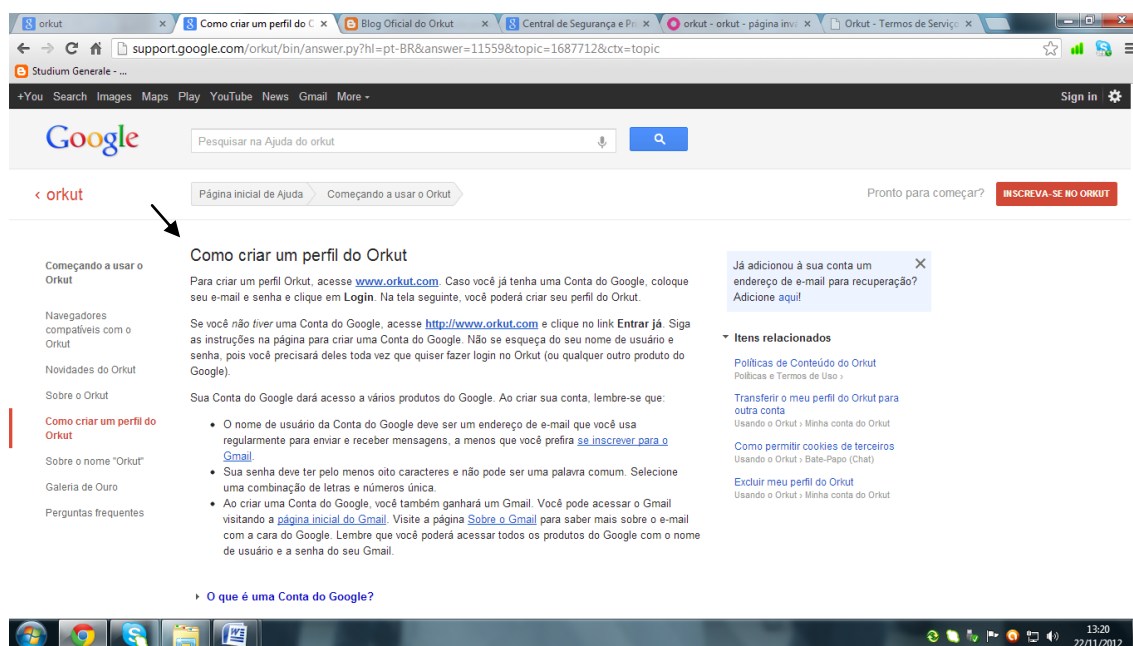 orkut
Como criar um perfil do O
Blog Oficial do Orkut
Central de Segurança e Pri
orkut - orkut - página inv
Orkut - Termos de Serviço
support.google.com/orkut/bin/answer.py?hl=pt-BR&answer=11559&topic=1687712&ctx=topic
Studium Generale - ...
+You Search Images Maps Play YouTube News Gmail More
Sign in
Google
Pesquisar na Ajuda do orkut
‹ orkut
Página inicial de Ajuda
Começando a usar o Orkut
Pronto para começar?
INSCREVA-SE NO ORKUT
Começando a usar o
Orkut
Navegadores
compatíveis com o
Orkut
Novidades do Orkut
Sobre o Orkut
Como criar um perfil do
Orkut
Sobre o nome "Orkut"
Galeria de Ouro
Perguntas frequentes
Como criar um perfil do Orkut
Para criar um perfil Orkut, acesse www.orkut.com. Caso você já tenha uma Conta do Google, coloque
seu e-mail e senha e clique em Login. Na tela seguinte, você poderá criar seu perfil do Orkut.
Se você não tiver uma Conta do Google, acesse http://www.orkut.com e clique no link Entrar já. Siga
as instruções na página para criar uma Conta do Google. Não se esqueça do seu nome de usuário e
senha, pois você precisará deles toda vez que quiser fazer login no Orkut (ou qualquer outro produto do
Google).
Sua Conta do Google dará acesso a vários produtos do Google. Ao criar sua conta, lembre-se que:
• O nome de usuário da Conta do Google deve ser um endereço de e-mail que você usa
regularmente para enviar e receber mensagens, a menos que você prefira se inscrever para o
Gmail.
• Sua senha deve ter pelo menos oito caracteres e não pode ser uma palavra comum. Selecione
uma combinação de letras e números única.
• Ao criar uma Conta do Google, você também ganhará um Gmail. Você pode acessar o Gmail
visitando a página inicial do Gmail. Visite a página Sobre o Gmail para saber mais sobre o e-mail
com a cara do Google. Lembre que você poderá acessar todos os produtos do Google com o nome
de usuário e a senha do seu Gmail.
O que é uma Conta do Google?
Já adicionou à sua conta um
endereço de e-mail para recuperação?
Adicione aqui!
Itens relacionados
Políticas de Conteúdo do Orkut
Políticas e Termos de Uso ›
Transferir o meu perfil do Orkut para
outra conta
Usando o Orkut › Minha conta do Orkut
Como permitir cookies de terceiros
Usando o Orkut › Bate-Papo (Chat)
Excluir meu perfil do Orkut
Usando o Orkut › Minha conta do Orkut
13:20
22/11/2012